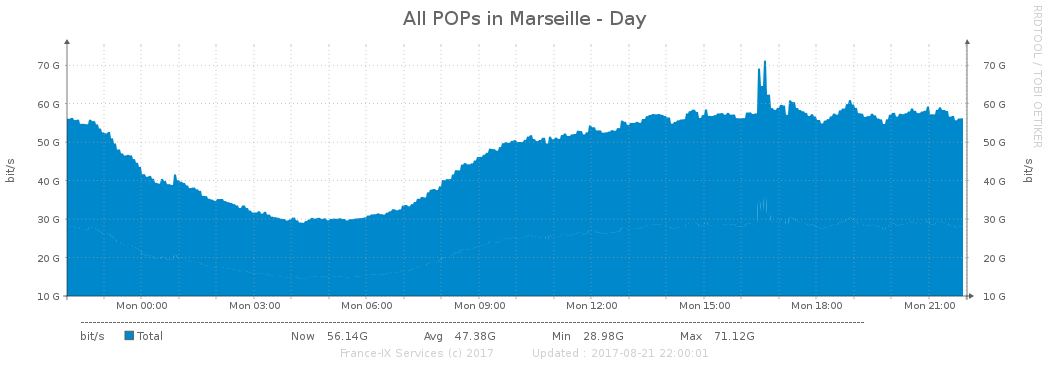 All POPs in Marseille - Day
RRDTOOL / TOBI OETIKER
bit/s
70 G 70 G
60 G 60 G
50 G 50 G
40 G 40 G
30 G 30 G
20 G 20 G
10 G 10 G
bit/s
Mon 00:00 Mon 03:00 Mon 06:00 Mon 09:00 Mon 12:00 Mon 15:00 Mon 18:00 Mon 21:00
bit/s Total Now 56.14G Avg 47.38G Min 28.98G Max 71.12G
France-IX Services (c) 2017 Updated : 2017-08-21 22:00:01